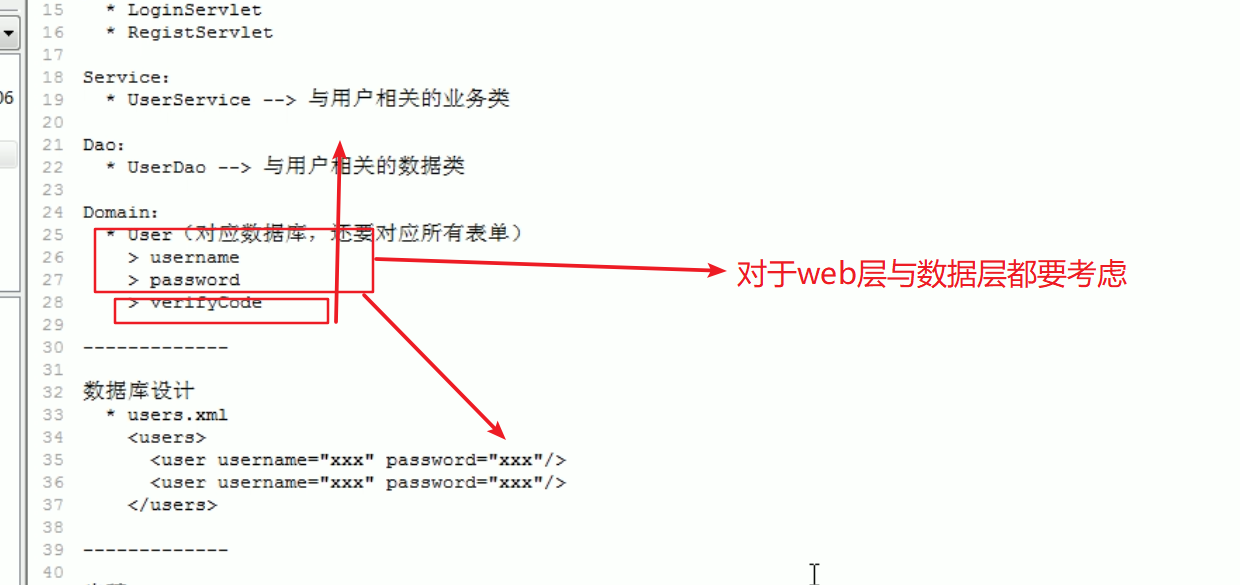 15 * LoginServlet
16 * RegistServlet
17
18 Service:
06
19 * UserService --> 与用户相关的业务类
20
21 Dao:
22 * UserDao --> 与用户相关的数据类
23
24 Domain:
25 * User（对应数据库，还要对应所有表单）
26 > username
对于web层与数据层都要考虑
27 > password
28 > verifyCode
29
30 -------------
31
32 数据库设计
33 * users.xml
34 <users>
35 <user username="xxx" password="xxx"/>
36 <user username="xxx" password="xxx"/>
37 </users>
38
39 -------------
40